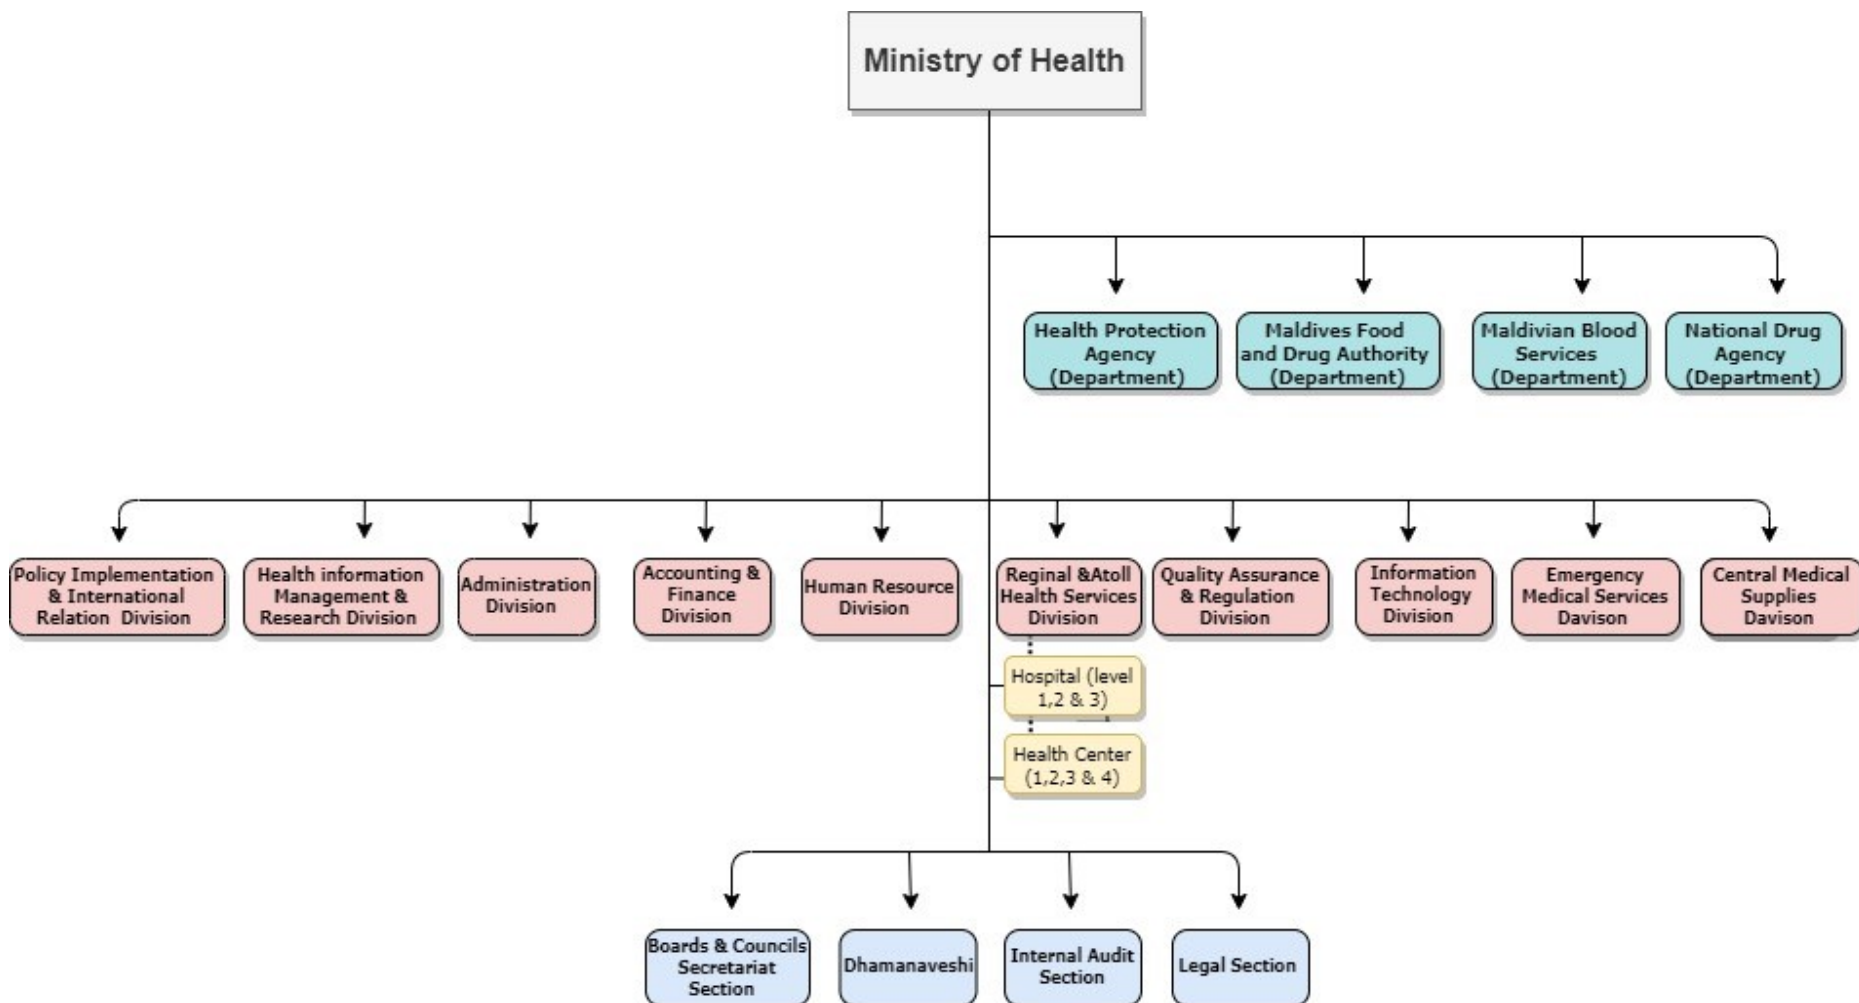 Ministry of Health
Health Protection
Agency
(Department)
Maldives Food
and Drug Authority
(Department)
Maldivian Blood
Services
(Department)
National Drug
Agency
(Department)
Policy Implementation
& International
Relation Division
Health information
Management &
Research Division
Administration
Division
Accounting &
Finance
Division
Human Resource
Division
Reginal &Atoll
Health Services
Division
Quality Assurance
& Regulation
Division
Information
Technology
Division
Emergency
Medical Services
Davison
Central Medical
Supplies
Davison
Hospital (level
1,2 & 3)
Health Center
(1,2,3 & 4)
Boards & Councils
Secretariat
Section
Dhamanaveshi
Internal Audit
Section
Legal Section